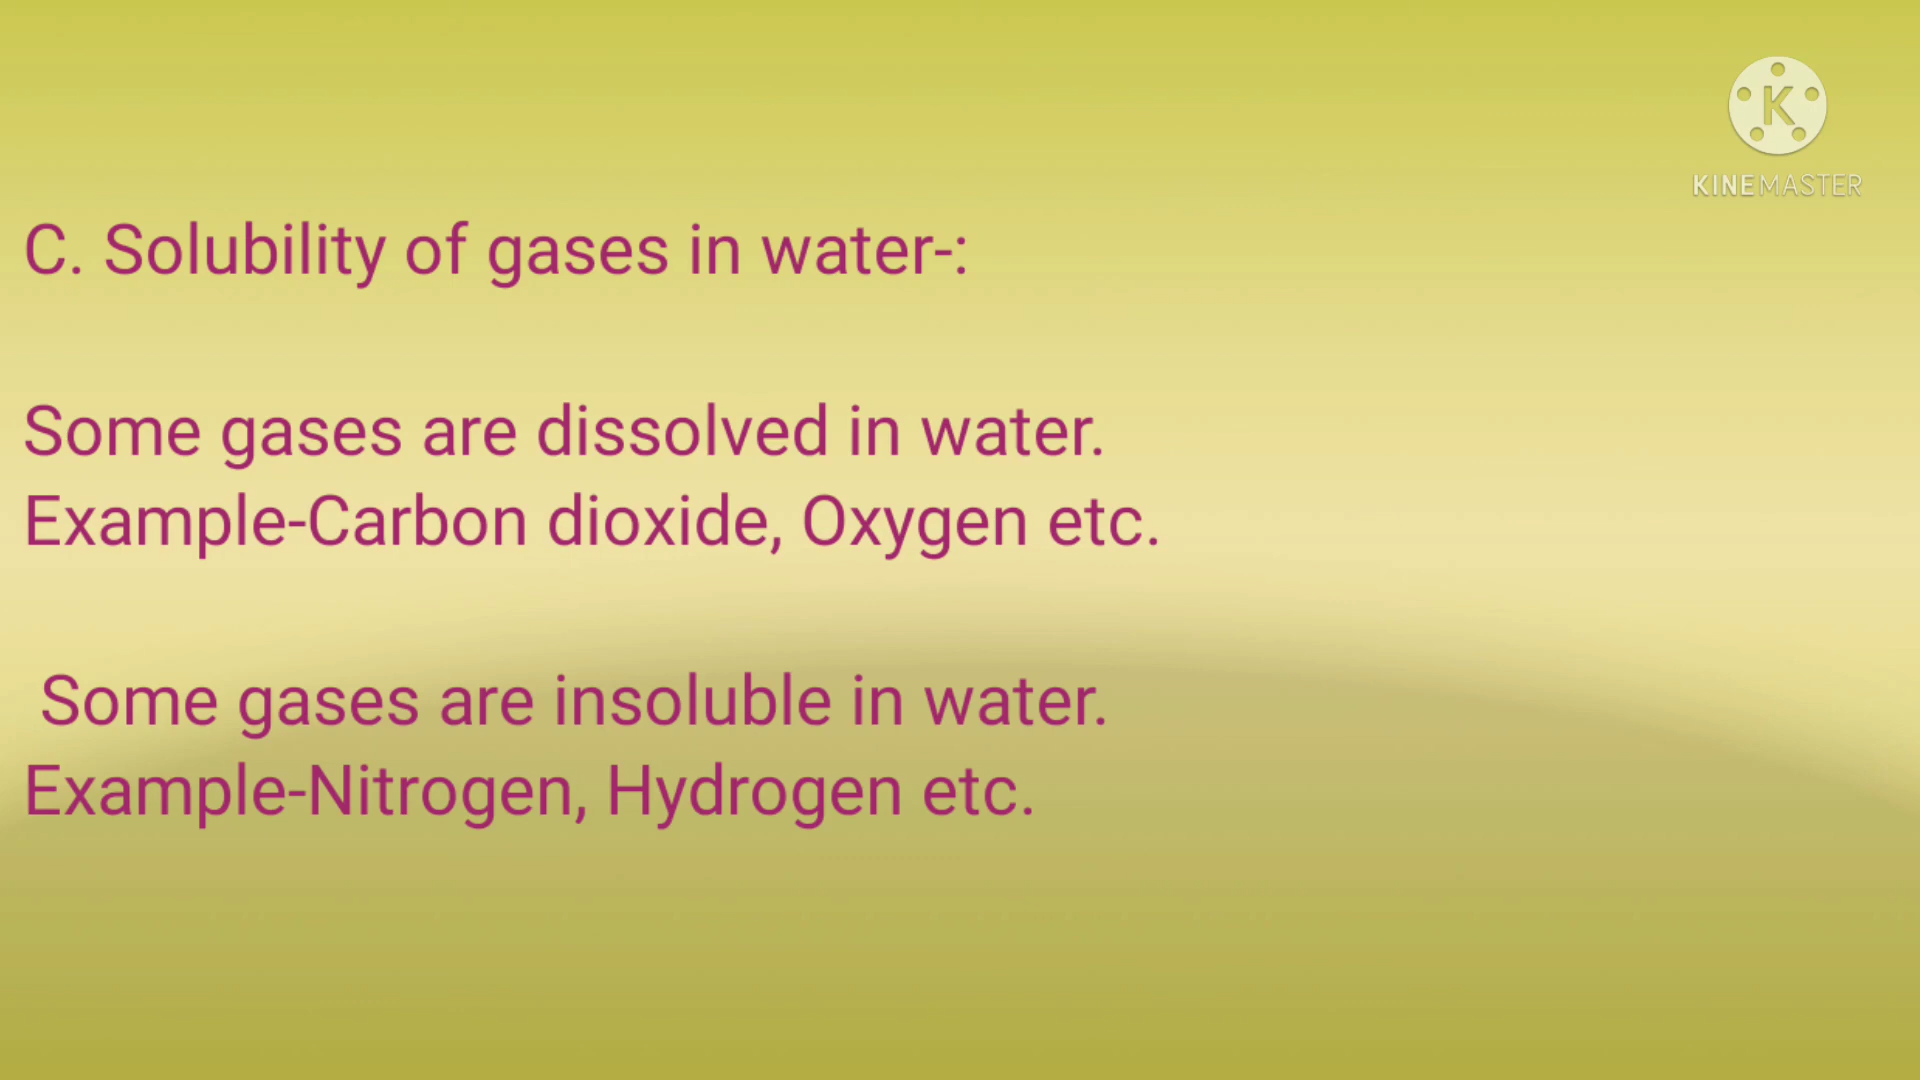 K
KINEMASTER
C. Solubility of gases in water-:
Some gases are dissolved in water.
Example-Carbon dioxide, Oxygen etc.
Some gases are insoluble in water.
Example-Nitrogen, Hydrogen etc.